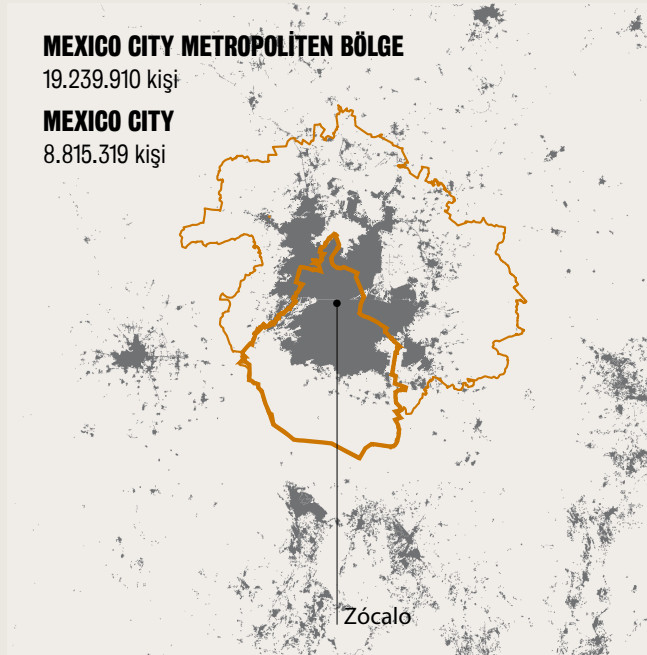 MEXICO CITY METROPOLİTEN BÖLGE
19.239.910 kişi
MEXICO CITY
8.815.319 kişi
Zócalo